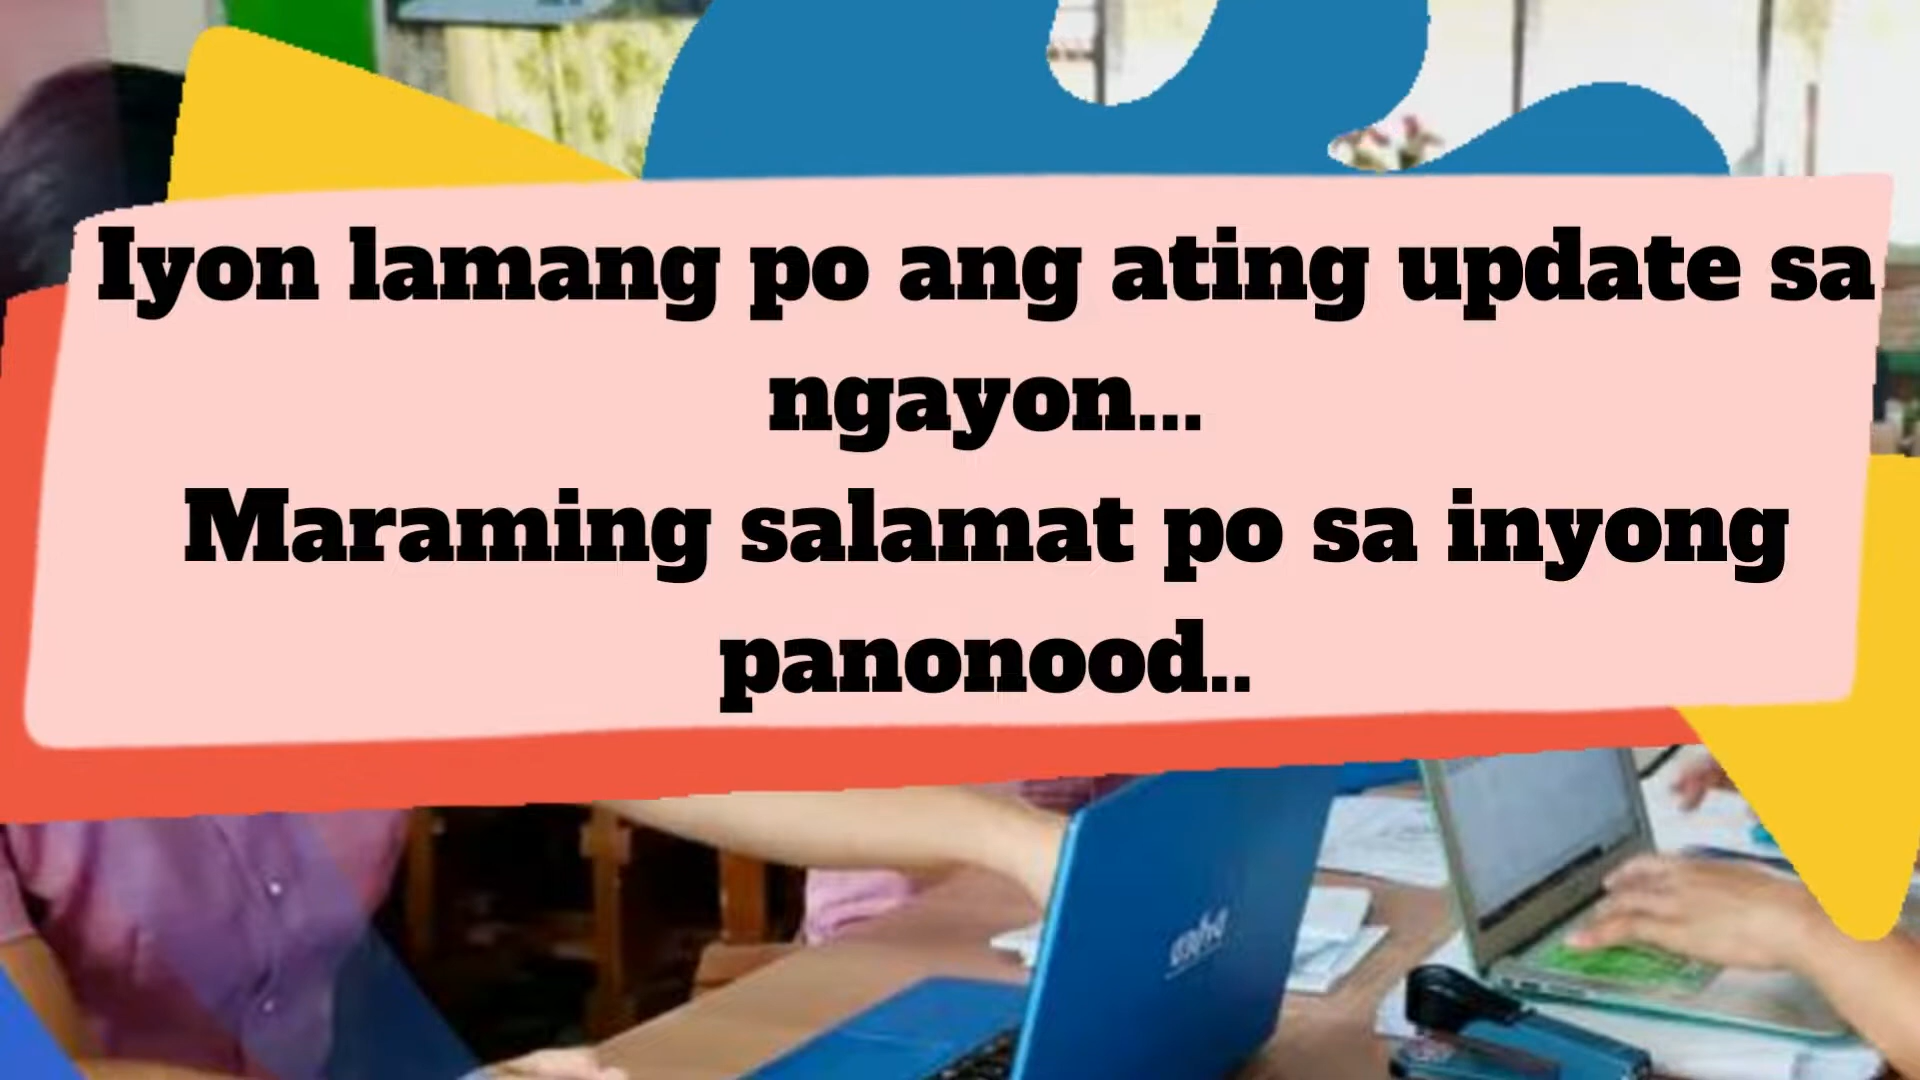 Iyon lamang po ang ating update sa
ngayon...
Maraming salamat po sa inyong
panonood..